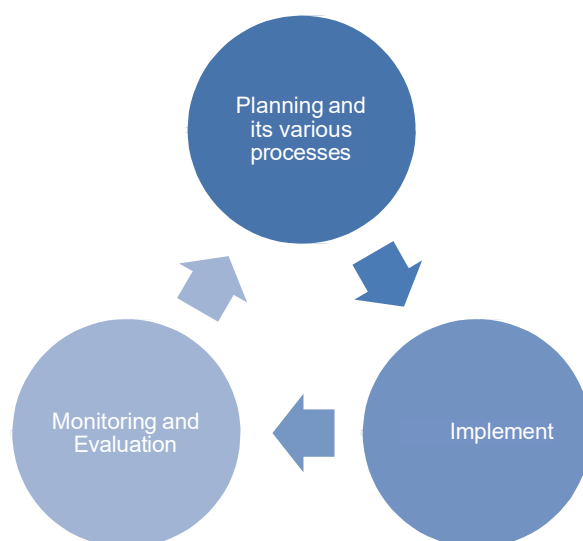 Planning and
its various
processes
Implement
Monitoring and
Evaluation